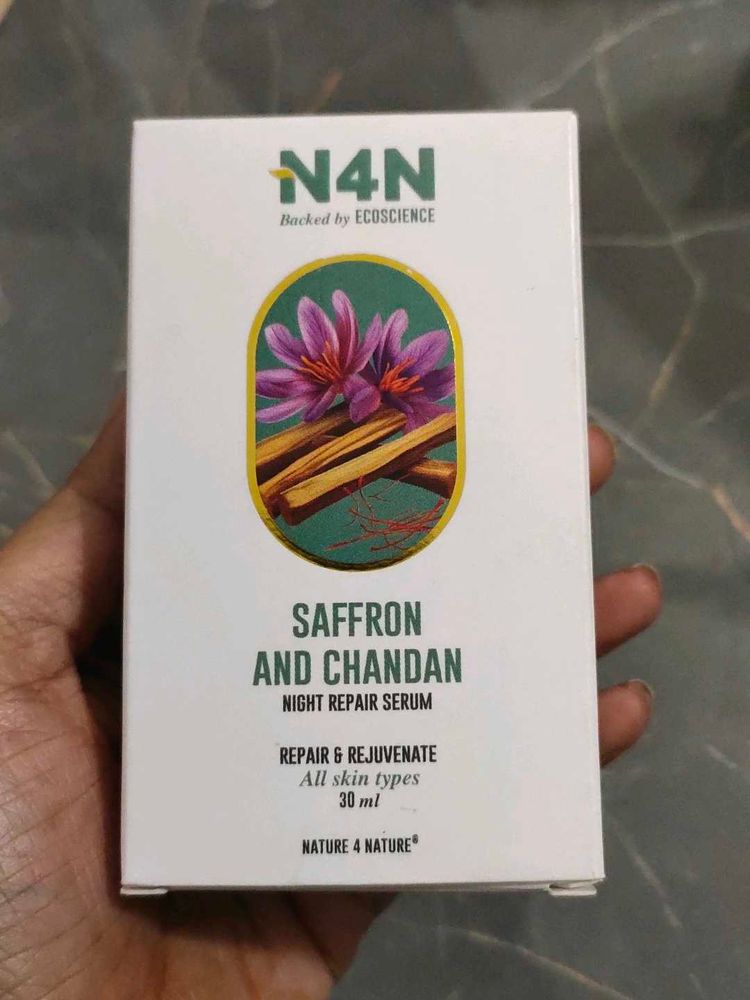 N4N
Backed by ECOSCIENCE
SAFFRON
AND CHANDAN
NIGHT REPAIR SERUM
REPAIR & REJUVENATE
All skin types
30 ml
NATURE 4 NATURE®